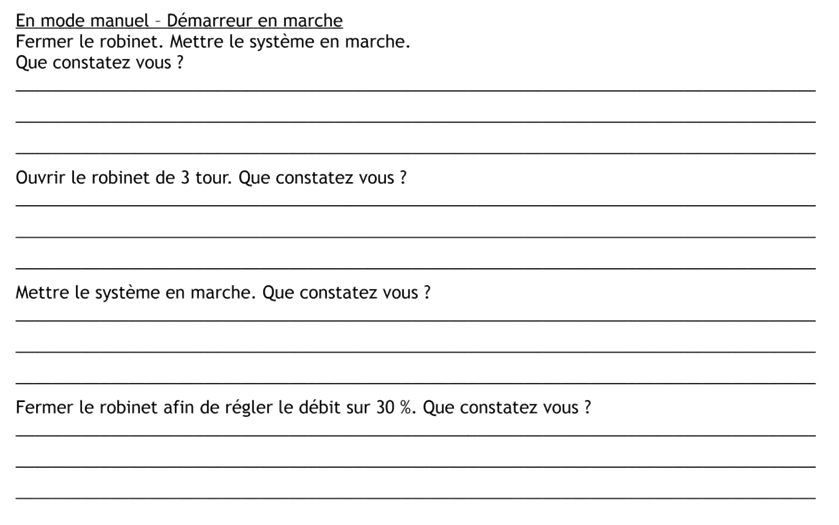 En mode manuel – Démarreur en marche
Fermer le robinet. Mettre le système en marche.
Que constatez vous ?
Ouvrir le robinet de 3 tour. Que constatez vous ?
Mettre le système en marche. Que constatez vous ?
Fermer le robinet afin de régler le débit sur 30 %. Que constatez vous ?